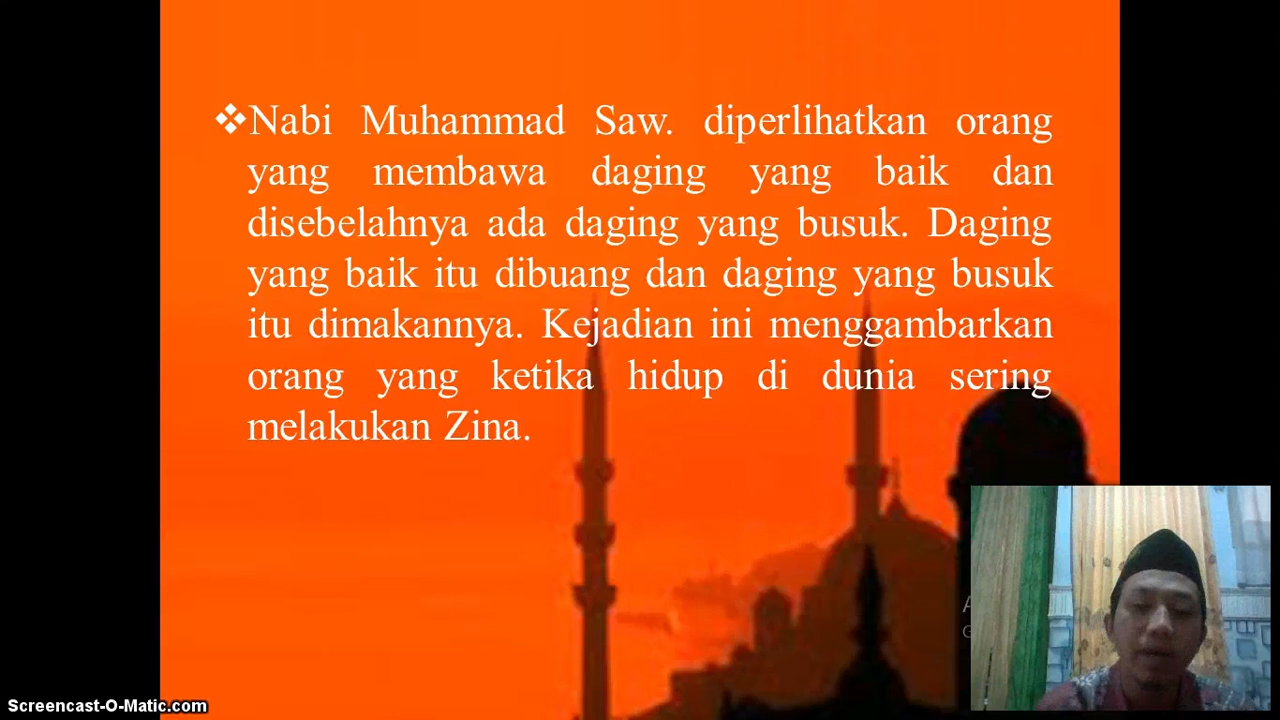 ❖Nabi Muhammad Saw. diperlihatkan orang
yang membawa daging yang baik dan
disebelahnya ada daging yang busuk. Daging
yang baik itu dibuang dan daging yang busuk
itu dimakannya. Kejadian ini menggambarkan
orang yang ketika hidup di dunia sering
melakukan Zina.
Screencast-O-Matic.com